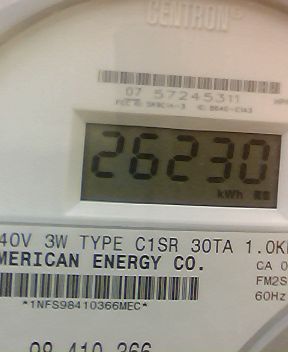 CENTRON®
07 57245311
26230
kWh
40V 3W TYPE C1SR 30TA 1.0K
MERICAN ENERGY CO.
CA 0
FM2S
60Hz
*1NFS98410366MEC*
98 410 366